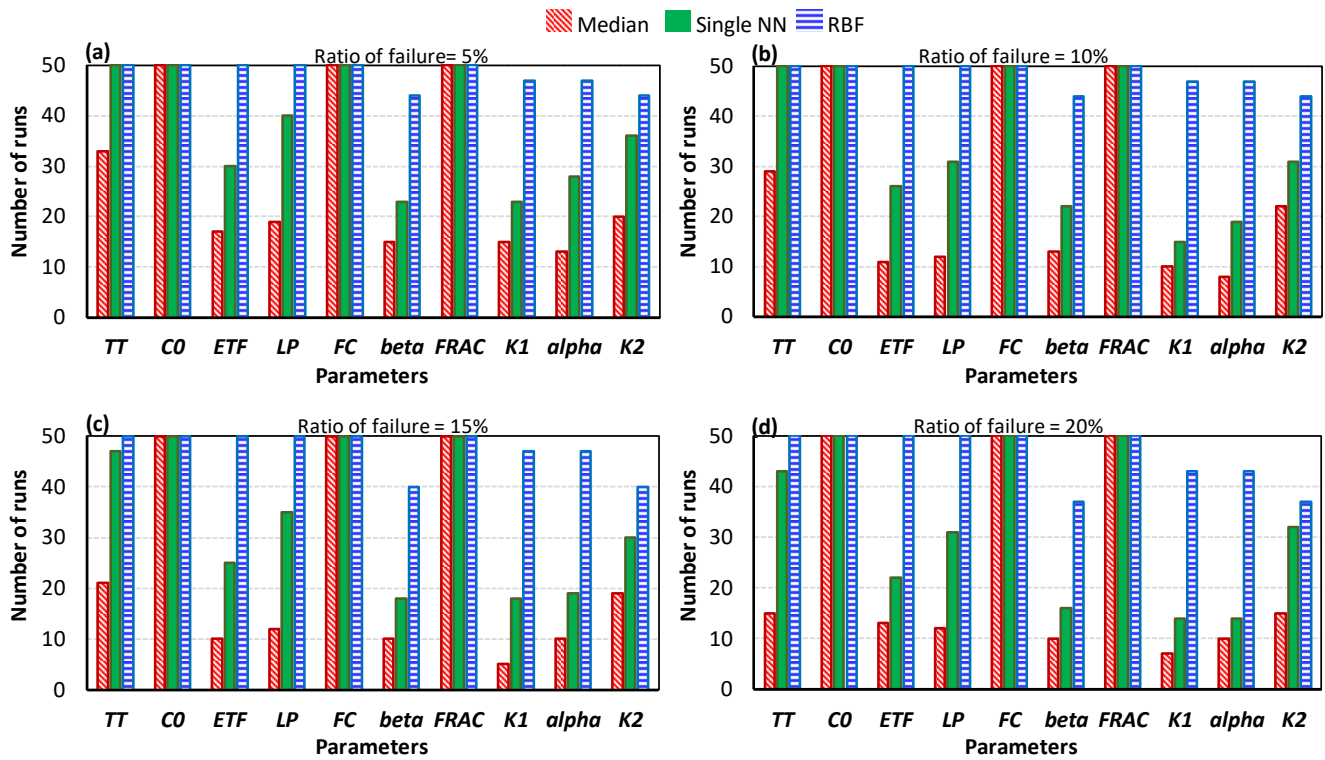 Median Single NN RBF
(a) Ratio of failure= 5%
50
40
30
20
10
0
Number of runs
TT C0 ETF LP FC beta FRAC K1 alpha K2
Parameters
(b) Ratio of failure = 10%
50
40
30
20
10
0
Number of runs
TT C0 ETF LP FC beta FRAC K1 alpha K2
Parameters
(c) Ratio of failure = 15%
50
40
30
20
10
0
Number of runs
TT C0 ETF LP FC beta FRAC K1 alpha K2
Parameters
(d) Ratio of failure = 20%
50
40
30
20
10
0
Number of runs
TT C0 ETF LP FC beta FRAC K1 alpha K2
Parameters